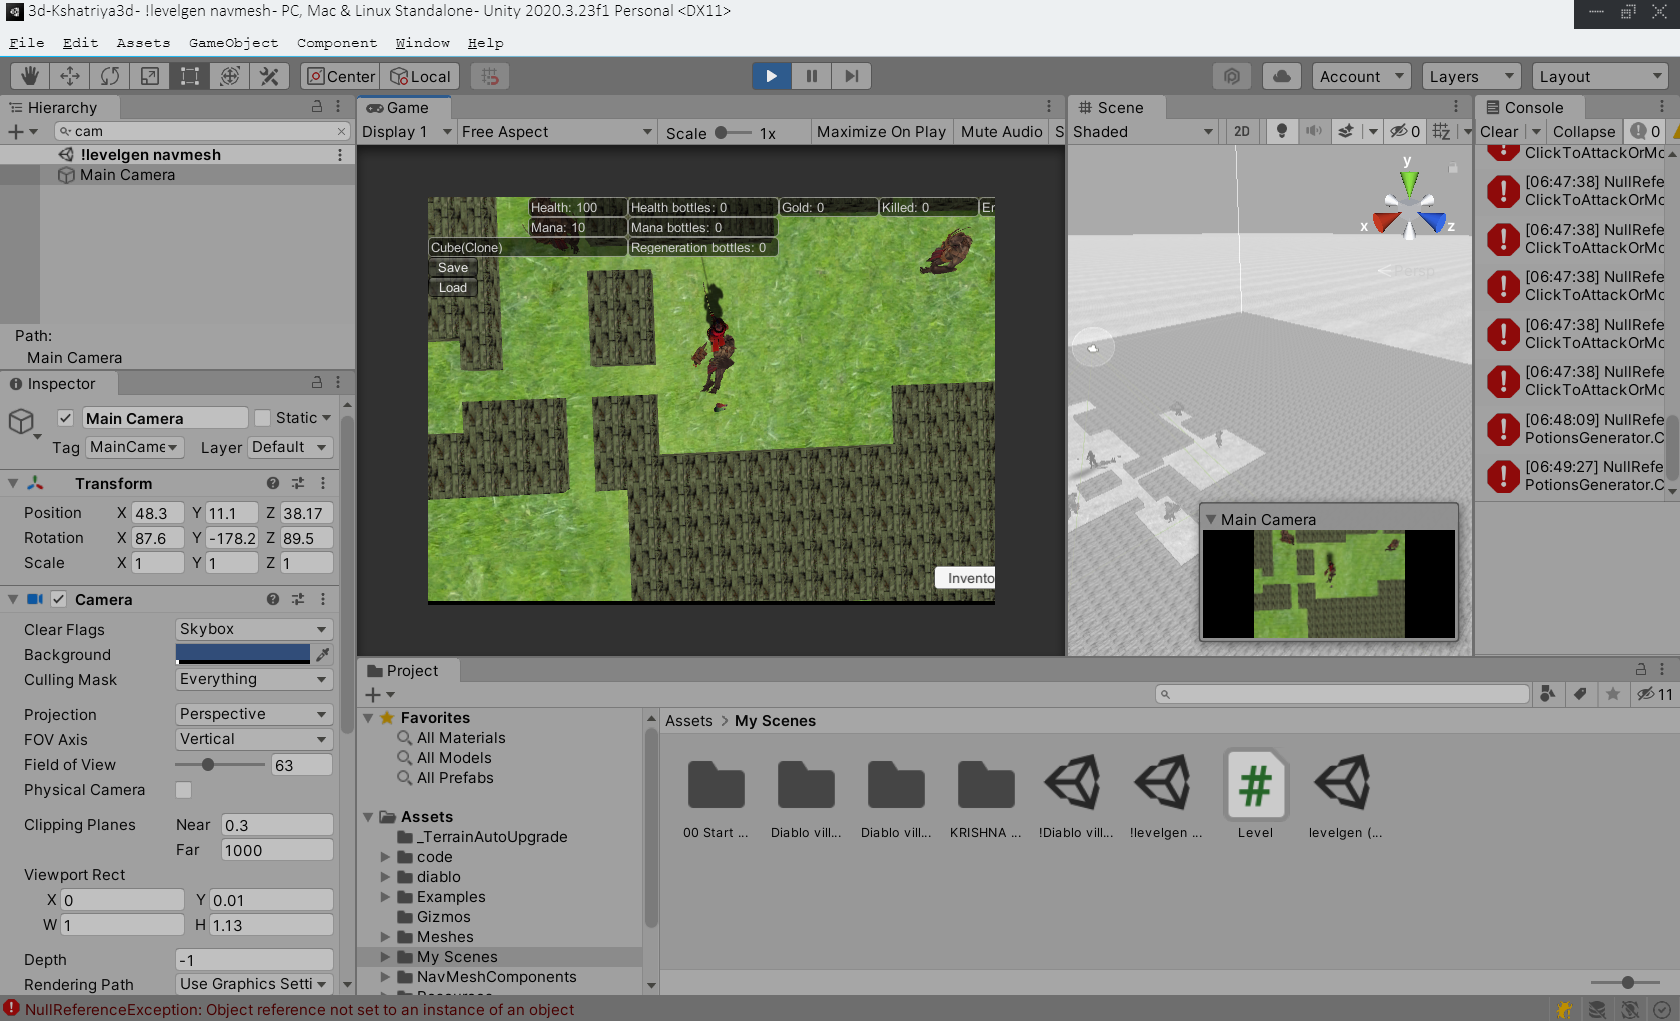 3d-Kshatriya3d- !levelgen navmesh- PC, Mac & Linux Standalone- Unity 2020.3.23f1 Personal <DX11>
File Edit Assets GameObject Component Window Help
Center Local Account Layers Layout
Hierarchy
cam
!levelgen navmesh
Main Camera
Path:
Main Camera
Game
Display 1 Free Aspect Scale 1x Maximize On Play Mute Audio S
Health: 100 Health bottles: 0 Gold: 0 Killed: 0 Er
Mana: 10 Mana bottles: 0
Cube(Clone) Regeneration bottles: 0
Save
Load
Invento
Scene
Shaded 2D 0
y
x z
Persp
Main Camera
Console
Clear Collapse 0
ClickToAttackOrMo
[06:47:38] NullRefe
ClickToAttackOrMo
[06:47:38] NullRefe
ClickToAttackOrMo
[06:47:38] NullRefe
ClickToAttackOrMo
[06:47:38] NullRefe
ClickToAttackOrMo
[06:47:38] NullRefe
ClickToAttackOrMo
[06:48:09] NullRefe
PotionsGenerator.C
[06:49:27] NullRefe
PotionsGenerator.C
Inspector
Main Camera Static
Tag MainCame Layer Default
Transform
Position X 48.3 Y 11.1 Z 38.17
Rotation X 87.6 Y -178.2 Z 89.5
Scale X 1 Y 1 Z 1
Camera
Clear Flags Skybox
Background
Culling Mask Everything
Projection Perspective
FOV Axis Vertical
Field of View 63
Physical Camera
Clipping Planes Near 0.3
Far 1000
Viewport Rect
X 0 Y 0.01
W 1 H 1.13
Depth -1
Rendering Path Use Graphics Setti
Project
11
Favorites
All Materials
All Models
All Prefabs
Assets
_TerrainAutoUpgrade
code
diablo
Examples
Gizmos
Meshes
My Scenes
NavMeshComponents
Assets > My Scenes
00 Start ... Diablo vill... Diablo vill... KRISHNA ... !Diablo vill... !levelgen ... Level levelgen (...
NullReferenceException: Object reference not set to an instance of an object